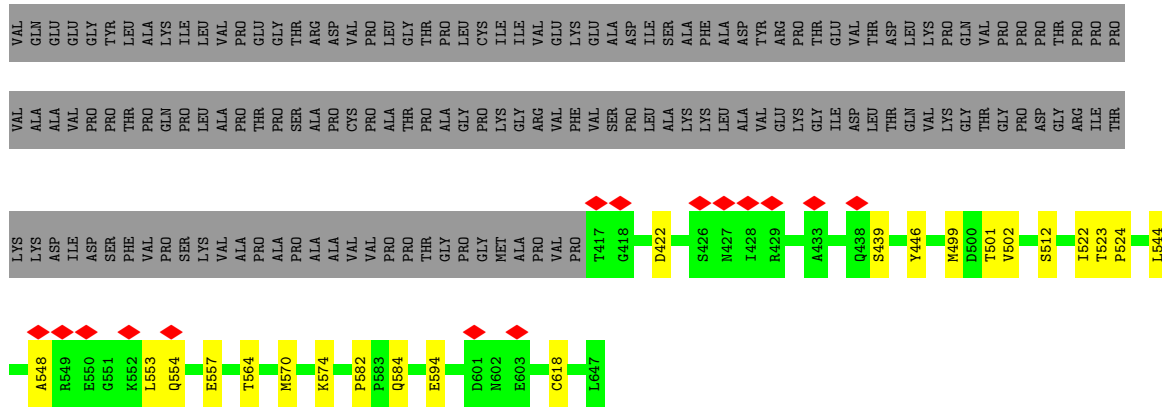 VAL GLN GLU GLU GLY TYR LEU ALA LYS ILE LEU VAL PRO GLU GLY THR ARG ASP VAL PRO LEU GLY THR PRO LEU CYS ILE ILE VAL GLU LYS GLU ALA ASP ILE SER ALA PHE ALA ASP TYR ARG PRO THR GLU VAL THR ASP LEU LYS PRO GLN VAL PRO PRO PRO THR PRO PRO PRO
VAL ALA ALA VAL PRO PRO THR PRO GLN PRO LEU ALA PRO THR PRO SER ALA PRO CYS PRO ALA THR PRO ALA GLY PRO LYS GLY ARG VAL PHE VAL SER PRO LEU ALA LYS LYS LEU ALA VAL GLU LYS GLY ILE ASP LEU THR GLN VAL LYS GLY THR GLY PRO ASP GLY ARG ILE THR
LYS LYS ASP ILE ASP SER PHE VAL PRO SER LYS VAL ALA PRO ALA PRO ALA ALA VAL VAL PRO PRO THR GLY PRO GLY MET ALA PRO VAL PRO T417 G418 D422 S426 N427 I428 R429 A433 Q438 S439 Y446 M499 D500 T501 V502 S512 I522 T523 P524 L544
A548 R549 E550 G551 K552 L553 Q554 E557 T564 M570 K574 P582 P583 Q584 E594 D601 N602 E603 C618 L647